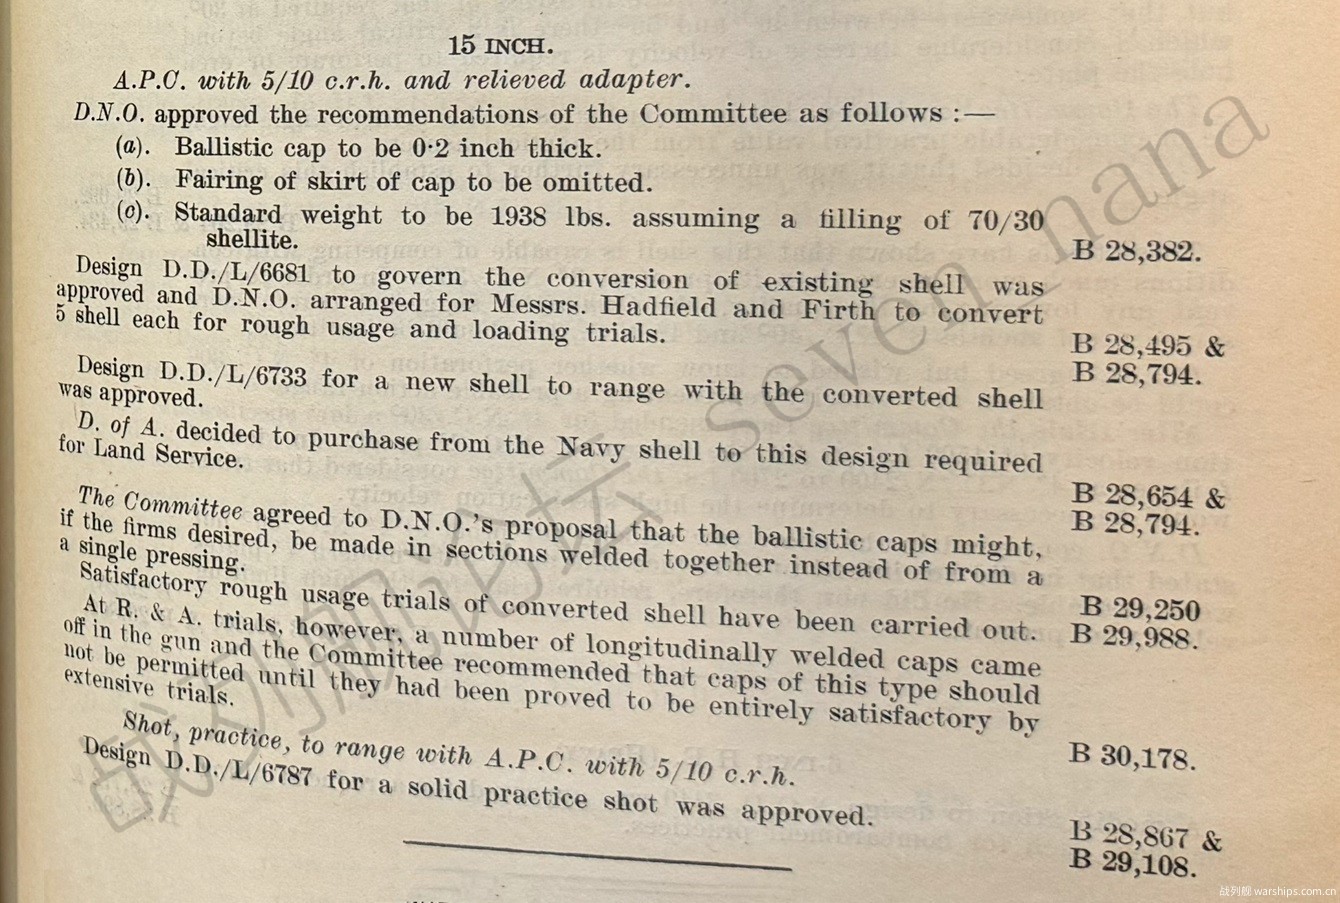 15 INCH.
A.P.C. with 5/10 c.r.h. and relieved adapter.
D.N.O. approved the recommendations of the Committee as follows :—
(a). Ballistic cap to be 0·2 inch thick.
(b). Fairing of skirt of cap to be omitted.
(c). Standard weight to be 1938 lbs. assuming a filling of 70/30
shellite.
B 28,382.
Design D.D./L/6681 to govern the conversion of existing shell was
approved and D.N.O. arranged for Messrs. Hadfield and Firth to convert
5 shell each for rough usage and loading trials.
B 28,495 &
B 28,794.
Design D.D./L/6733 for a new shell to range with the converted shell
was approved.
D. of A. decided to purchase from the Navy shell to this design required
for Land Service.
B 28,654 &
B 28,794.
The Committee agreed to D.N.O.'s proposal that the ballistic caps might,
if the firms desired, be made in sections welded together instead of from a
a single pressing.
B 29,250
Satisfactory rough usage trials of converted shell have been carried out.
B 29,988.
At R. & A. trials, however, a number of longitudinally welded caps came
off in the gun and the Committee recommended that caps of this type should
not be permitted until they had been proved to be entirely satisfactory by
extensive trials.
B 30,178.
Shot, practice, to range with A.P.C. with 5/10 c.r.h.
Design D.D./L/6787 for a solid practice shot was approved.
B 28,867 &
B 29,108.
战列舰论坛 seven nana
战列舰 warships.com.cn